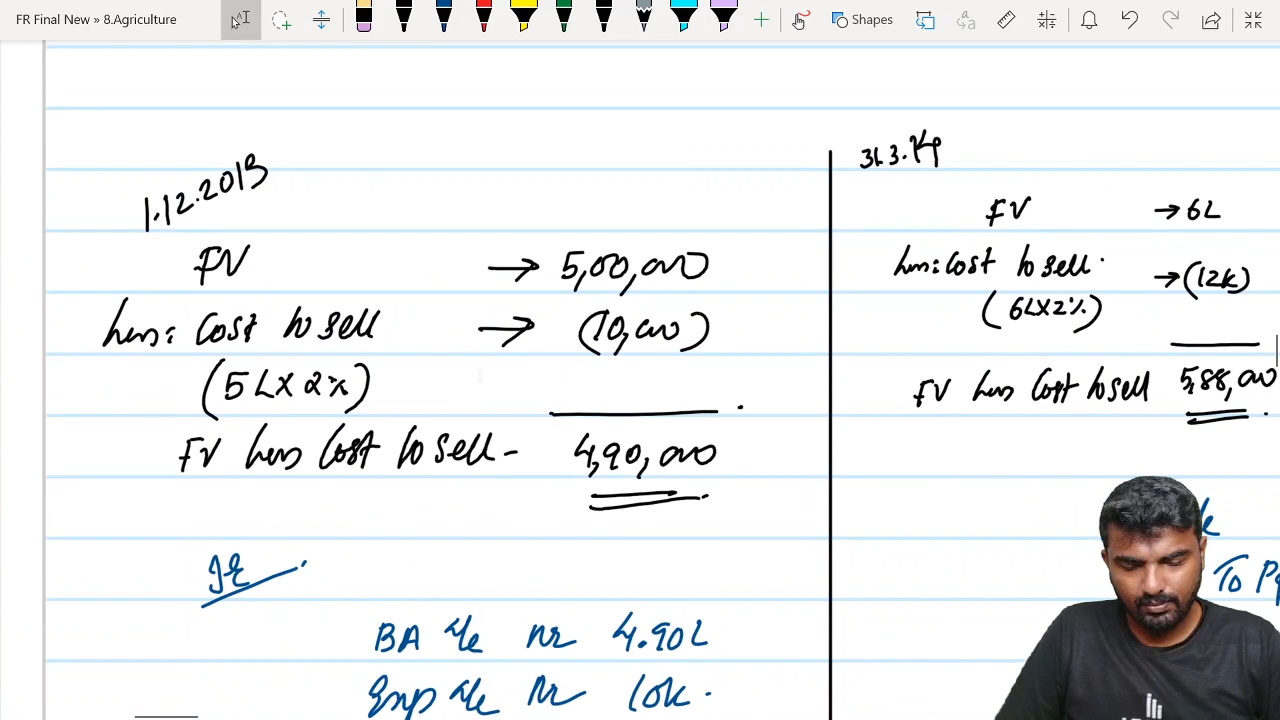 FR Final New » 8.Agriculture
Shapes
1.12.2013
FV → 5,00,000
Less: Cost to sell → (10,000)
(5L X 2%)
FV less Cost to sell - 4,90,000
JE
BA A/c Dr 4.90L
Exp A/c Dr 10k.
31.3.
FV → 6L
Less: Cost to sell. → (12k)
(6L X 2%)
FV less Cost to sell 5,88,000
To